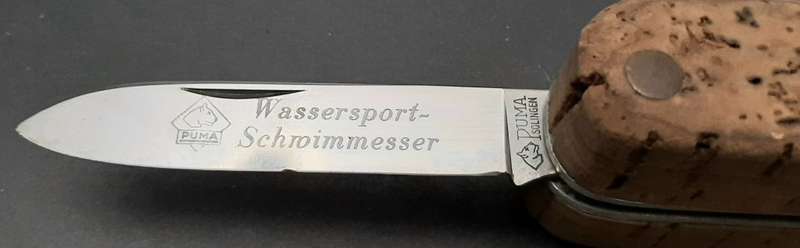 PUMA
Wassersport-
Schwimmesser
PUMA
SOLINGEN